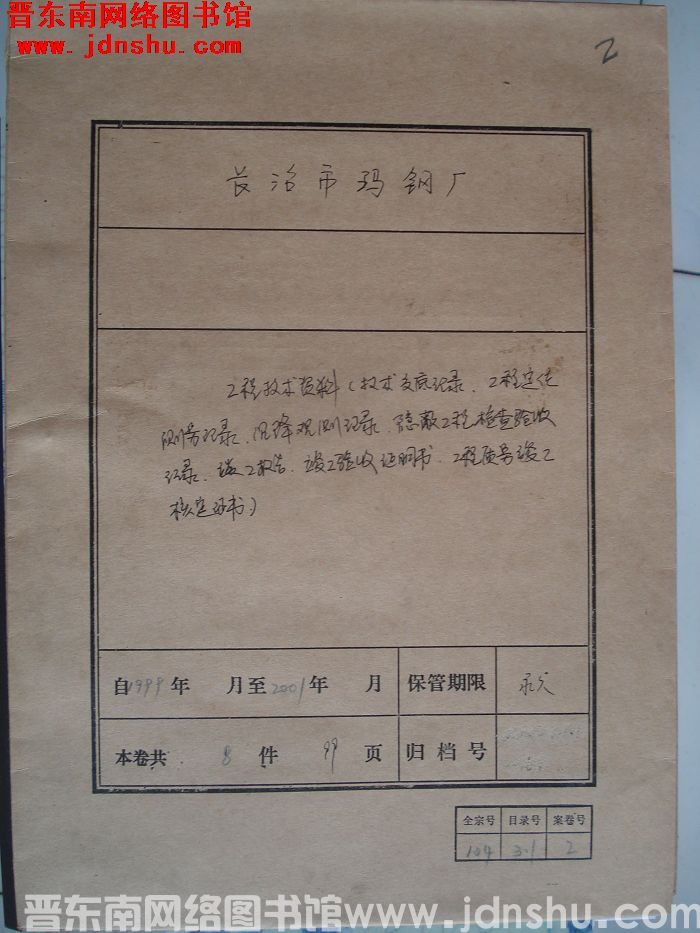 晋东南网络图书馆
www.jdnshu.com
2
长治市玛钢厂
工程技术资料(技术交底记录、工程定位
测量记录、沉降观测记录、隐蔽工程检查验收
记录、竣工报告、竣工验收证明书、工程质量竣工
核定证书)
自1999年 月至2001年 月 保管期限 永久
本卷共 8 件 99 页 归档号
全宗号 目录号 案卷号
104 3.1 2
晋东南网络图书馆www.jdnshu.com